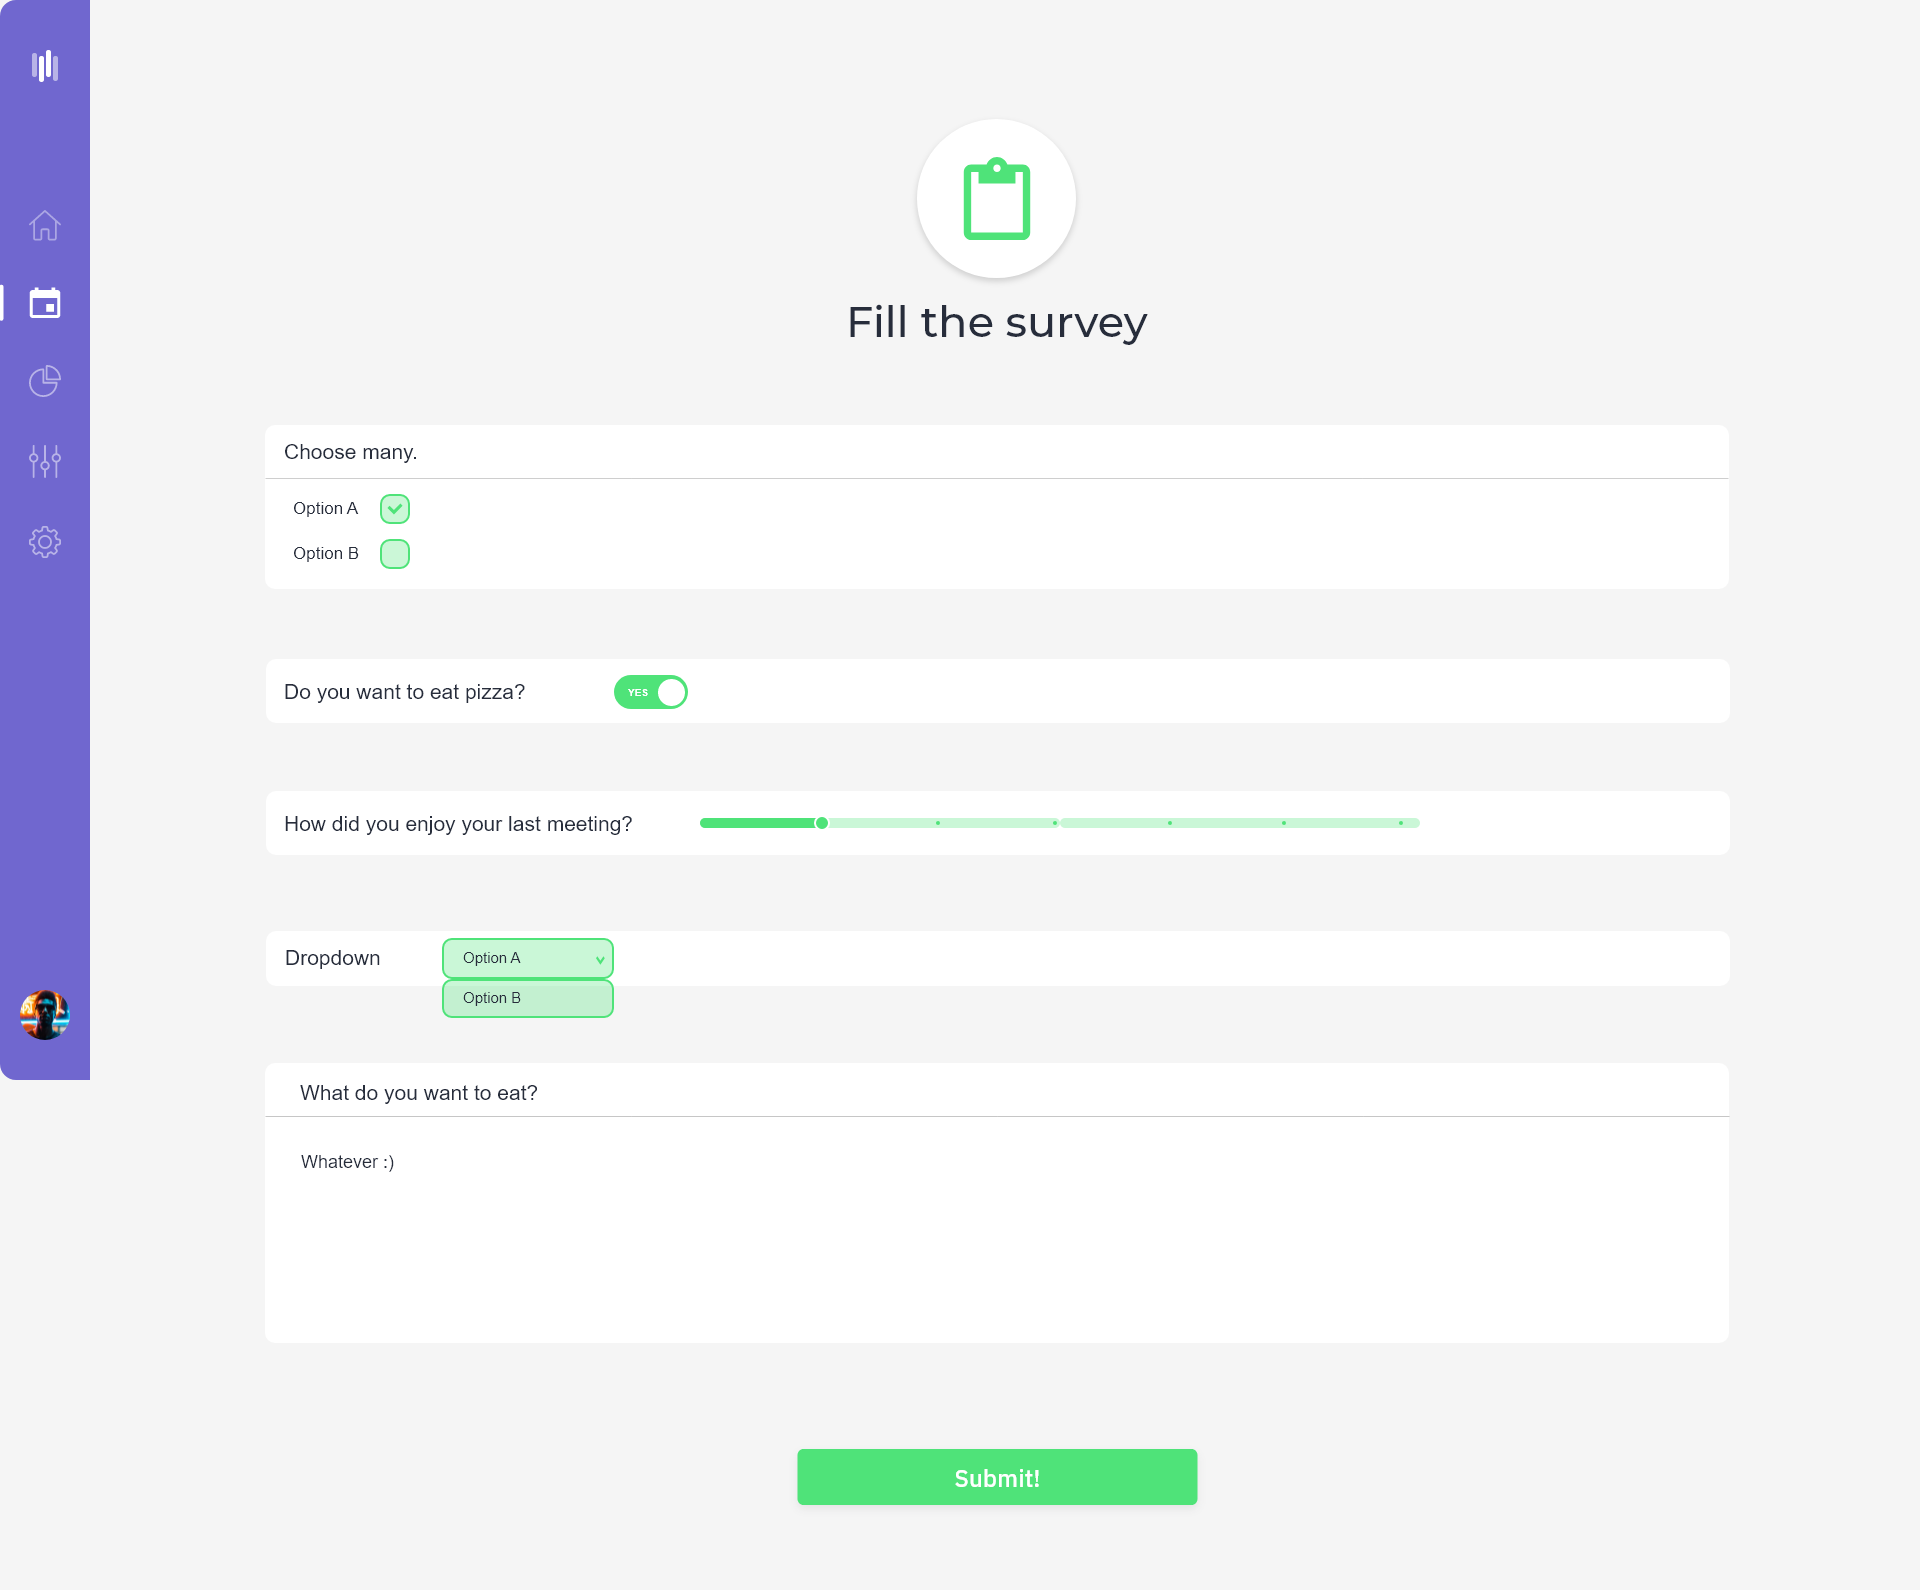 Fill the survey
Choose many.
Option A
Option B
Do you want to eat pizza?
YES
How did you enjoy your last meeting?
Dropdown
Option A
Option B
What do you want to eat?
Whatever :)
Submit!